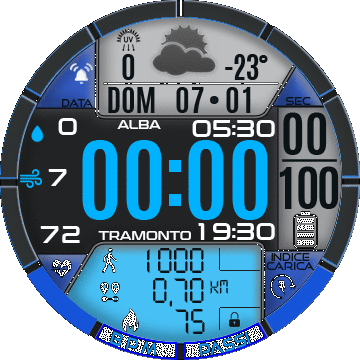 UV
0 -23°
DOM 07•01
DATA SEC
0 ALBA 05:30 00
00:00
7 100
72 TRAMONTO 19:30
INDICE
CARICA
1000
0,70 KM
75